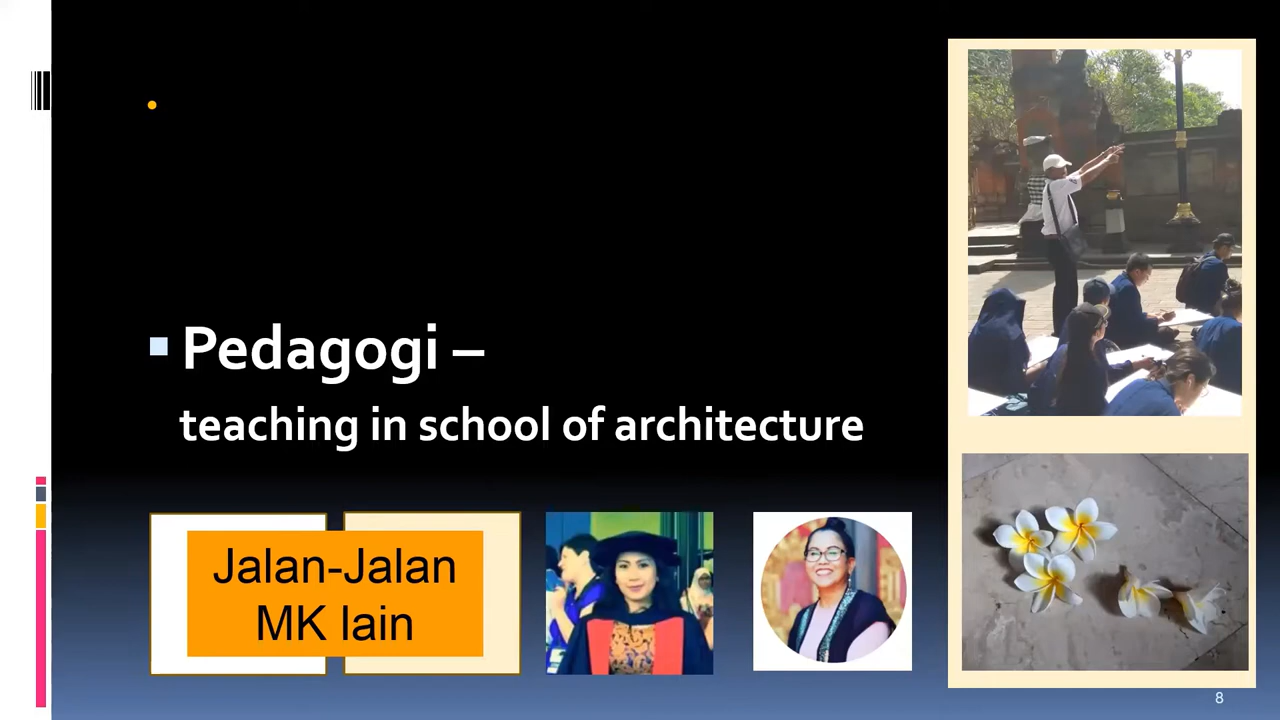 Pedagogi –
teaching in school of architecture
Jalan-Jalan
MK lain
8